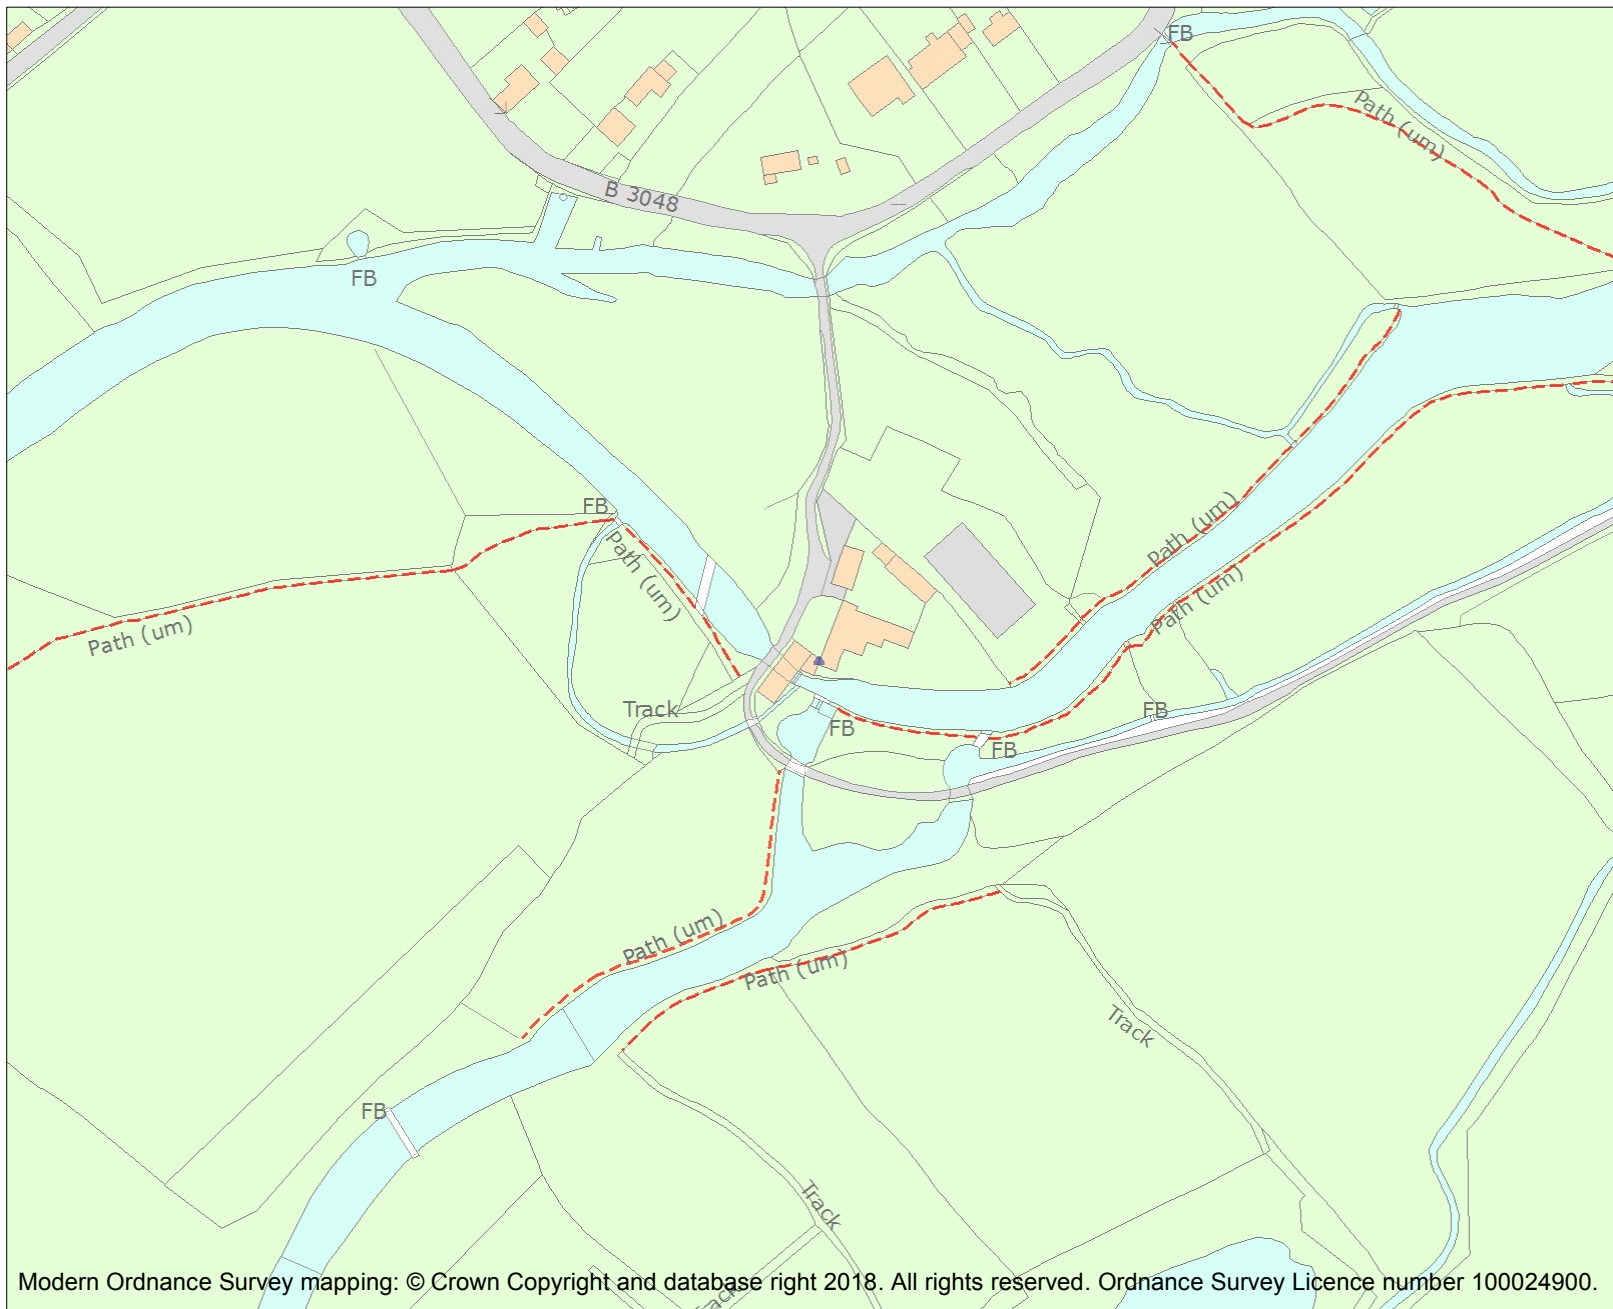 FB
Path (um)
B 3048
FB
FB
Path (um)
Path (um)
Path (um)
Path (um)
Track
FB
FB
FB
Path (um)
Path (um)
Track
FB
Track
Track
Modern Ordnance Survey mapping: © Crown Copyright and database right 2018. All rights reserved. Ordnance Survey Licence number 100024900.